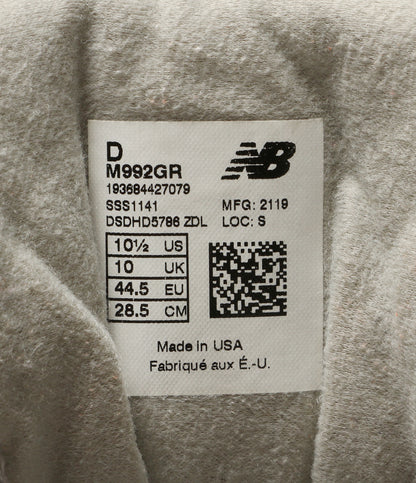 D
NB
M992GR
193684427079
SSS1141 MFG: 2119
DSDHD5786 ZDL LOC: S
10½ US
10 UK
44.5 EU
28.5 CM
Made in USA
Fabriqué aux É.-U.